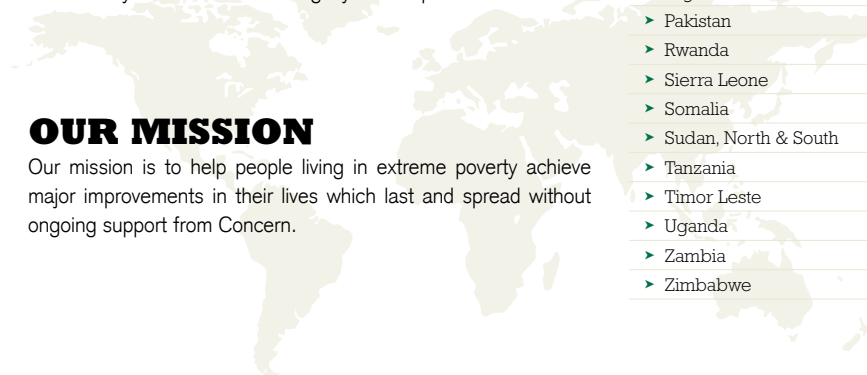 Pakistan
Rwanda
Sierra Leone
Somalia
Sudan, North & South
Tanzania
Timor Leste
Uganda
Zambia
Zimbabwe
OUR MISSION
Our mission is to help people living in extreme poverty achieve
major improvements in their lives which last and spread without
ongoing support from Concern.